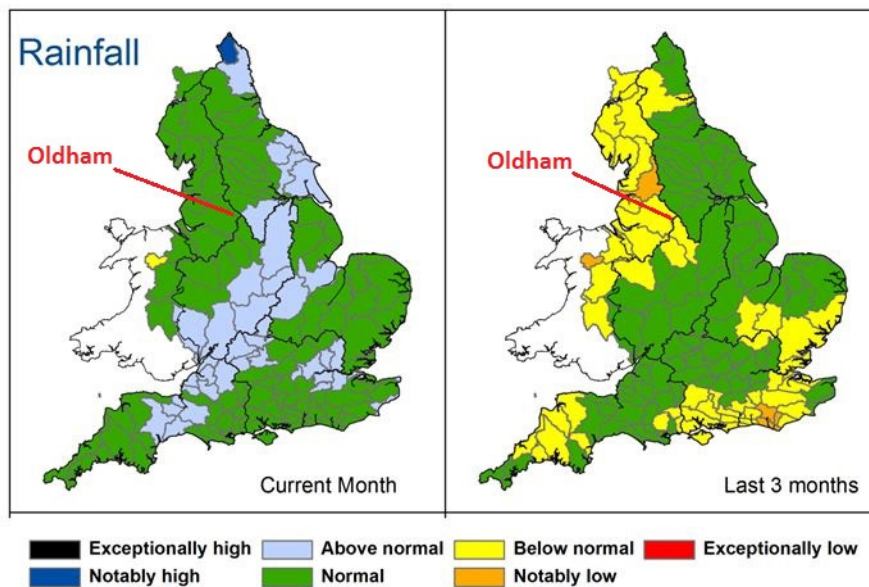 Rainfall
Oldham
Current Month
Oldham
Last 3 months
Exceptionally high
Above normal
Below normal
Exceptionally low
Notably high
Normal
Notably low